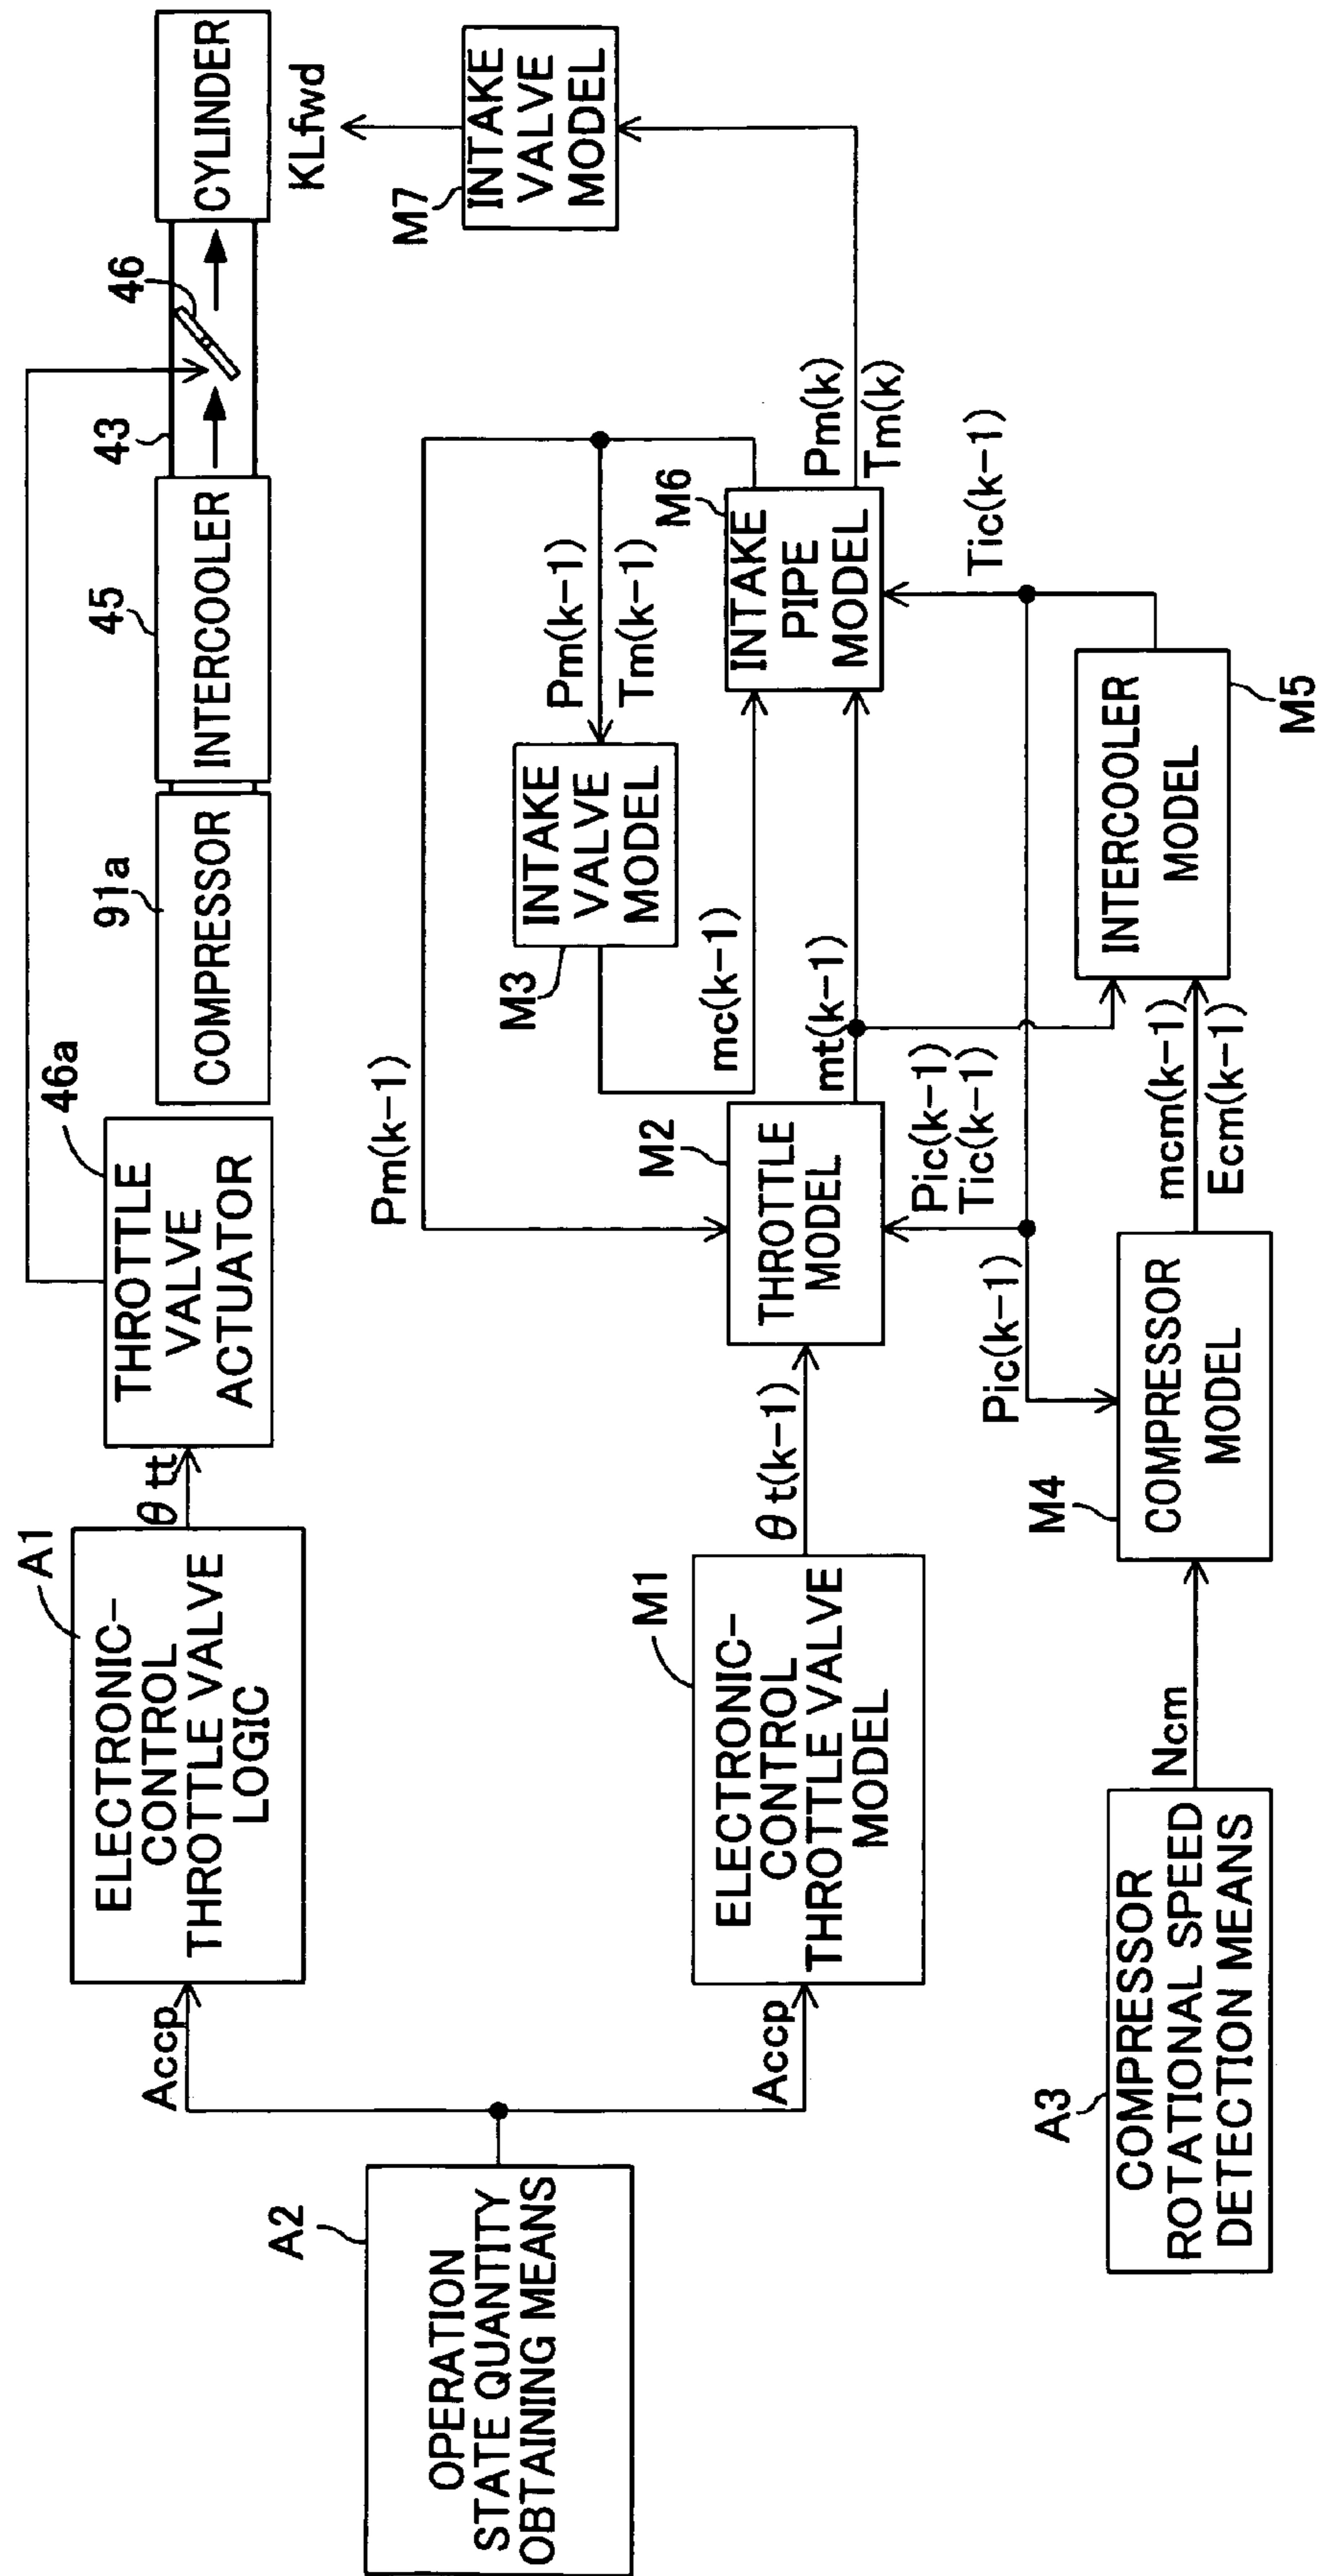 A2
OPERATION
STATE QUANTITY
OBTAINING MEANS
Accp
Accp
A1
ELECTRONIC-
CONTROL
THROTTLE VALVE
LOGIC
θtt
46a
THROTTLE
VALVE
ACTUATOR
91a
COMPRESSOR
45
INTERCOOLER
43
46
CYLINDER
KLfwd
M7
INTAKE
VALVE
MODEL
M1
ELECTRONIC-
CONTROL
THROTTLE VALVE
MODEL
θt(k-1)
Pm(k-1)
M2
THROTTLE
MODEL
mt(k-1)
M3
INTAKE
VALVE
MODEL
mc(k-1)
Pm(k-1)
Tm(k-1)
M6
INTAKE
PIPE
MODEL
Pm(k)
Tm(k)
Pic(k-1)
Tic(k-1)
Tic(k-1)
Pic(k-1)
A3
COMPRESSOR
ROTATIONAL SPEED
DETECTION MEANS
Ncm
M4
COMPRESSOR
MODEL
mcm(k-1)
Ecm(k-1)
INTERCOOLER
MODEL
M5